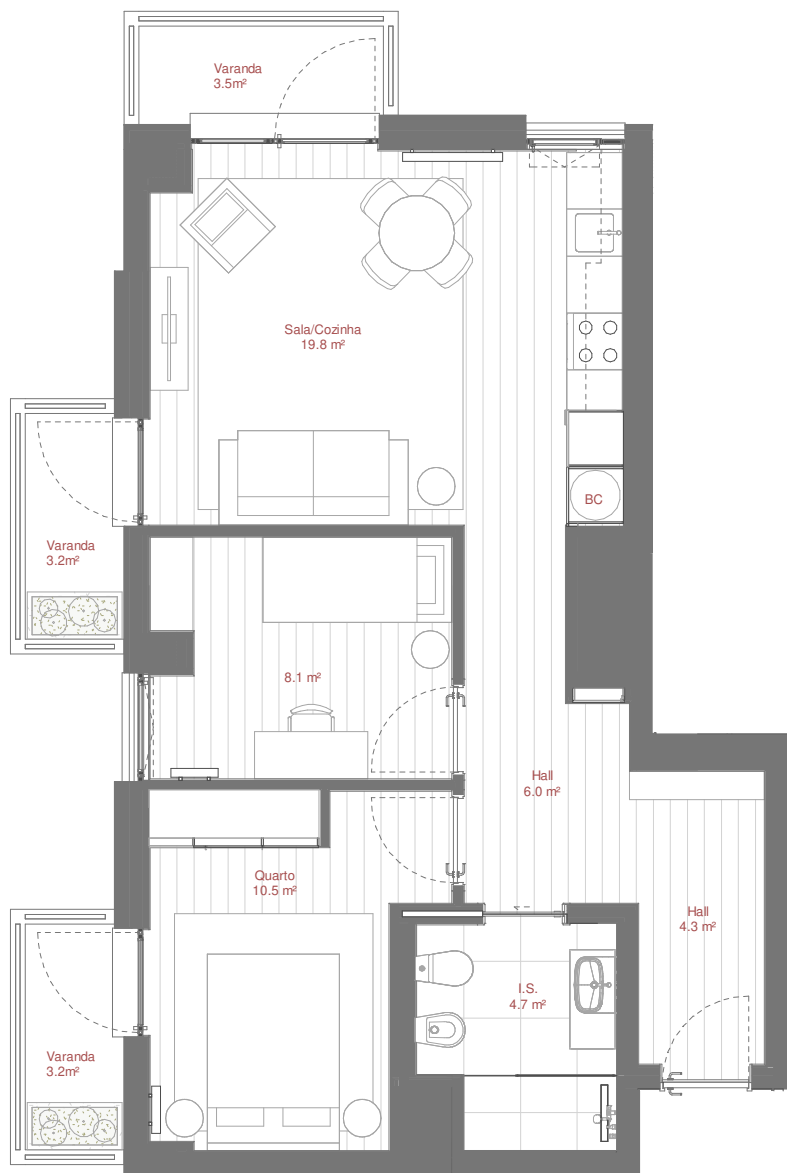 Varanda
3.5m²
Sala/Cozinha
19.8 m²
BC
Varanda
3.2m²
8.1 m²
Hall
6.0 m²
Quarto
10.5 m²
Hall
4.3 m²
I.S.
4.7 m²
Varanda
3.2m²